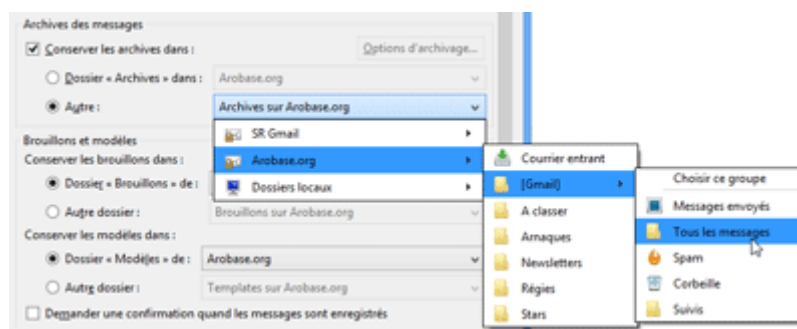 Archives des messages
Conserver les archives dans :
Options d'archivage...
Dossier « Archives » dans :
Arobase.org
Autre :
Archives sur Arobase.org
SR Gmail
Arobase.org
Dossiers locaux
Brouillons et modèles
Conserver les brouillons dans :
Dossier « Brouillons » de :
Autre dossier :
Brouillons sur Arobase.org
Conserver les modèles dans :
Dossier « Modèles » de :
Arobase.org
Autre dossier :
Templates sur Arobase.org
Demander une confirmation quand les messages sont enregistrés
Courrier entrant
[Gmail]
A classer
Arnaques
Newsletters
Régies
Stars
Choisir ce groupe
Messages envoyés
Tous les messages
Spam
Corbeille
Suivis